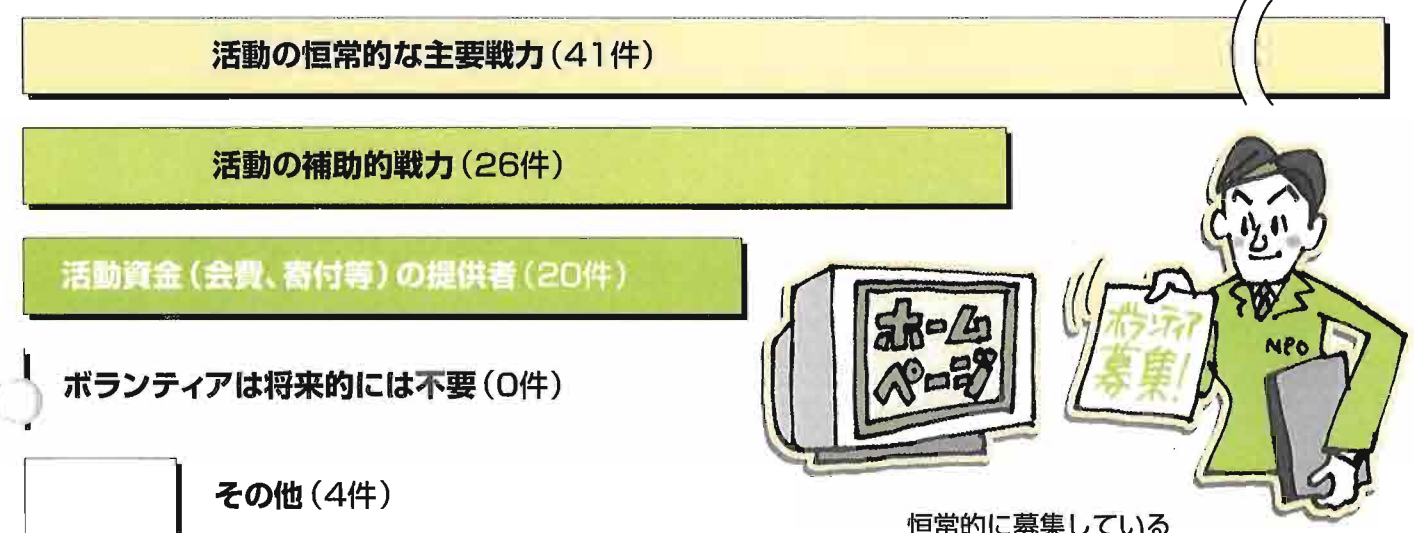 活動の恒常的な主要戦力(41件)
活動の補助的戦力(26件)
活動資金(会費、寄付等)の提供者(20件)
ボランティアは将来的には不要(0件)
その他(4件)
ホーム
ページ
ボランティア
募集!
NPO
恒常的に募集している